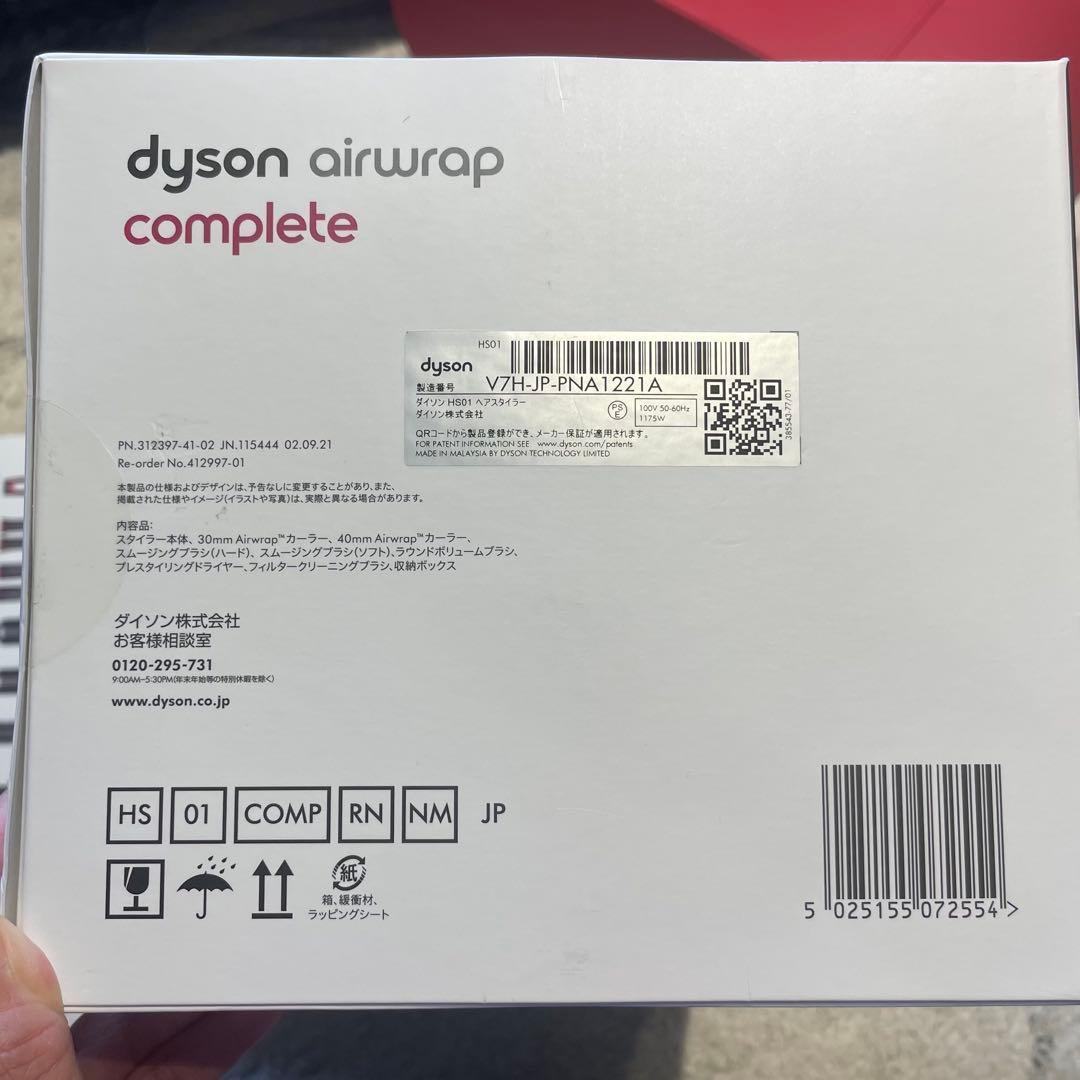 dyson airwrap
complete
HS01
dyson
製造番号 V7H-JP-PNA1221A
ダイソン HS01 ヘアスタイラー
ダイソン株式会社
PS
E
100V 50-60Hz
1175W
QRコードから製品登録ができ、メーカー保証が適用されます。
FOR PATENT INFORMATION SEE www.dyson.com/patents
MADE IN MALAYSIA BY DYSON TECHNOLOGY LIMITED
385543-77/01
PN.312397-41-02 JN.115444 02.09.21
Re-order No.412997-01
本製品の仕様およびデザインは、予告なしに変更することがあり、また、
掲載された仕様やイメージ(イラストや写真)は、実際と異なる場合があります。
内容品:
スタイラー本体、30mm Airwrap™カーラー、40mm Airwrap™カーラー、
スムージングブラシ(ハード)、スムージングブラシ(ソフト)、ラウンドボリュームブラシ、
プレスタイリングドライヤー、フィルタークリーニングブラシ、収納ボックス
ダイソン株式会社
お客様相談室
0120-295-731
9:00AM–5:30PM(年末年始等の特別休暇を除く)
www.dyson.co.jp
HS 01 COMP RN NM JP
紙
箱、緩衝材、
ラッピングシート
5 025155 072554 >